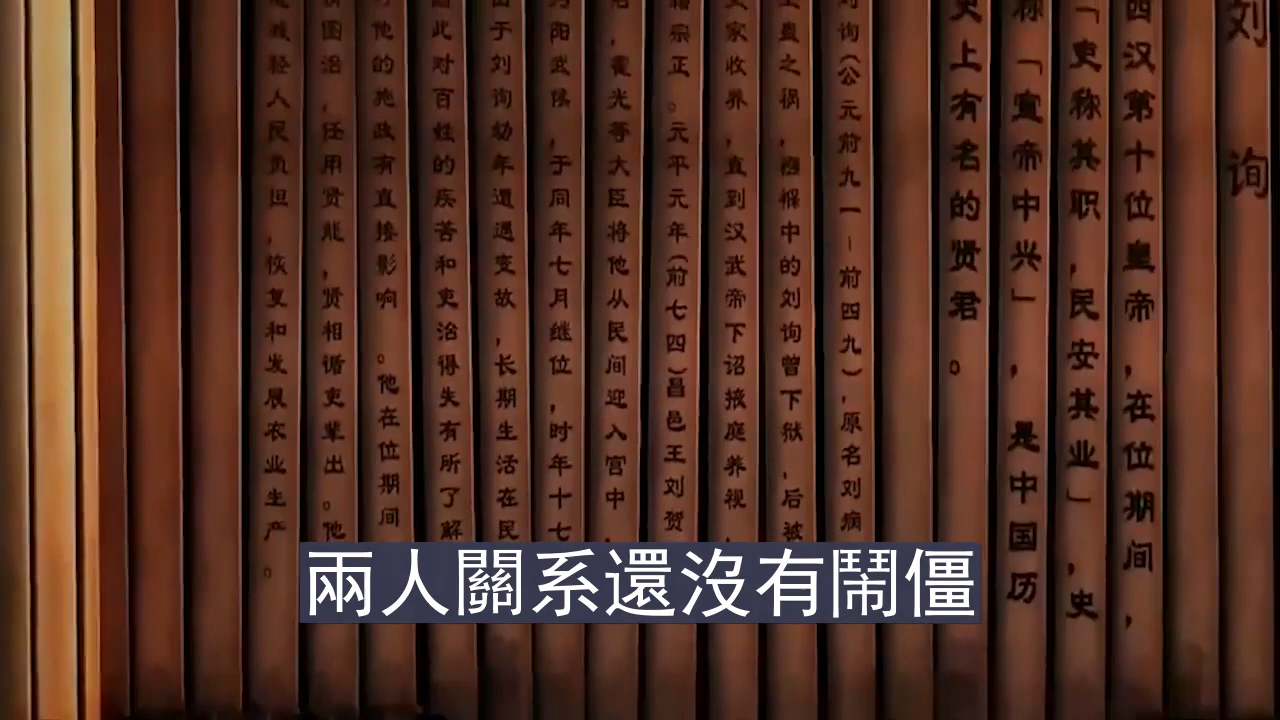 刘询
西汉第十位皇帝，在位期间，
「吏称其职，民安其业」，史
称「宣帝中兴」，是中国历
史上有名的贤君。
刘询（公元前九一－前四九），原名刘病
巫蛊之祸，襁褓中的刘询曾下狱，后被
史家收养，直到汉武帝下诏掖庭养视，
籍宗正。元平元年（前七四）昌邑王刘贺
，霍光等大臣将他从民间迎入宫中，
为阳武侯，于同年七月继位，时年十七
由于刘询幼年遭遇变故，长期生活在民
因此对百姓的疾苦和吏治得失有所了解
他的施政有直接影响。他在位期间
图治，任用贤能，贤相循吏辈出。他
减轻人民负担，恢复和发展农业生产。
兩人關系還沒有鬧僵